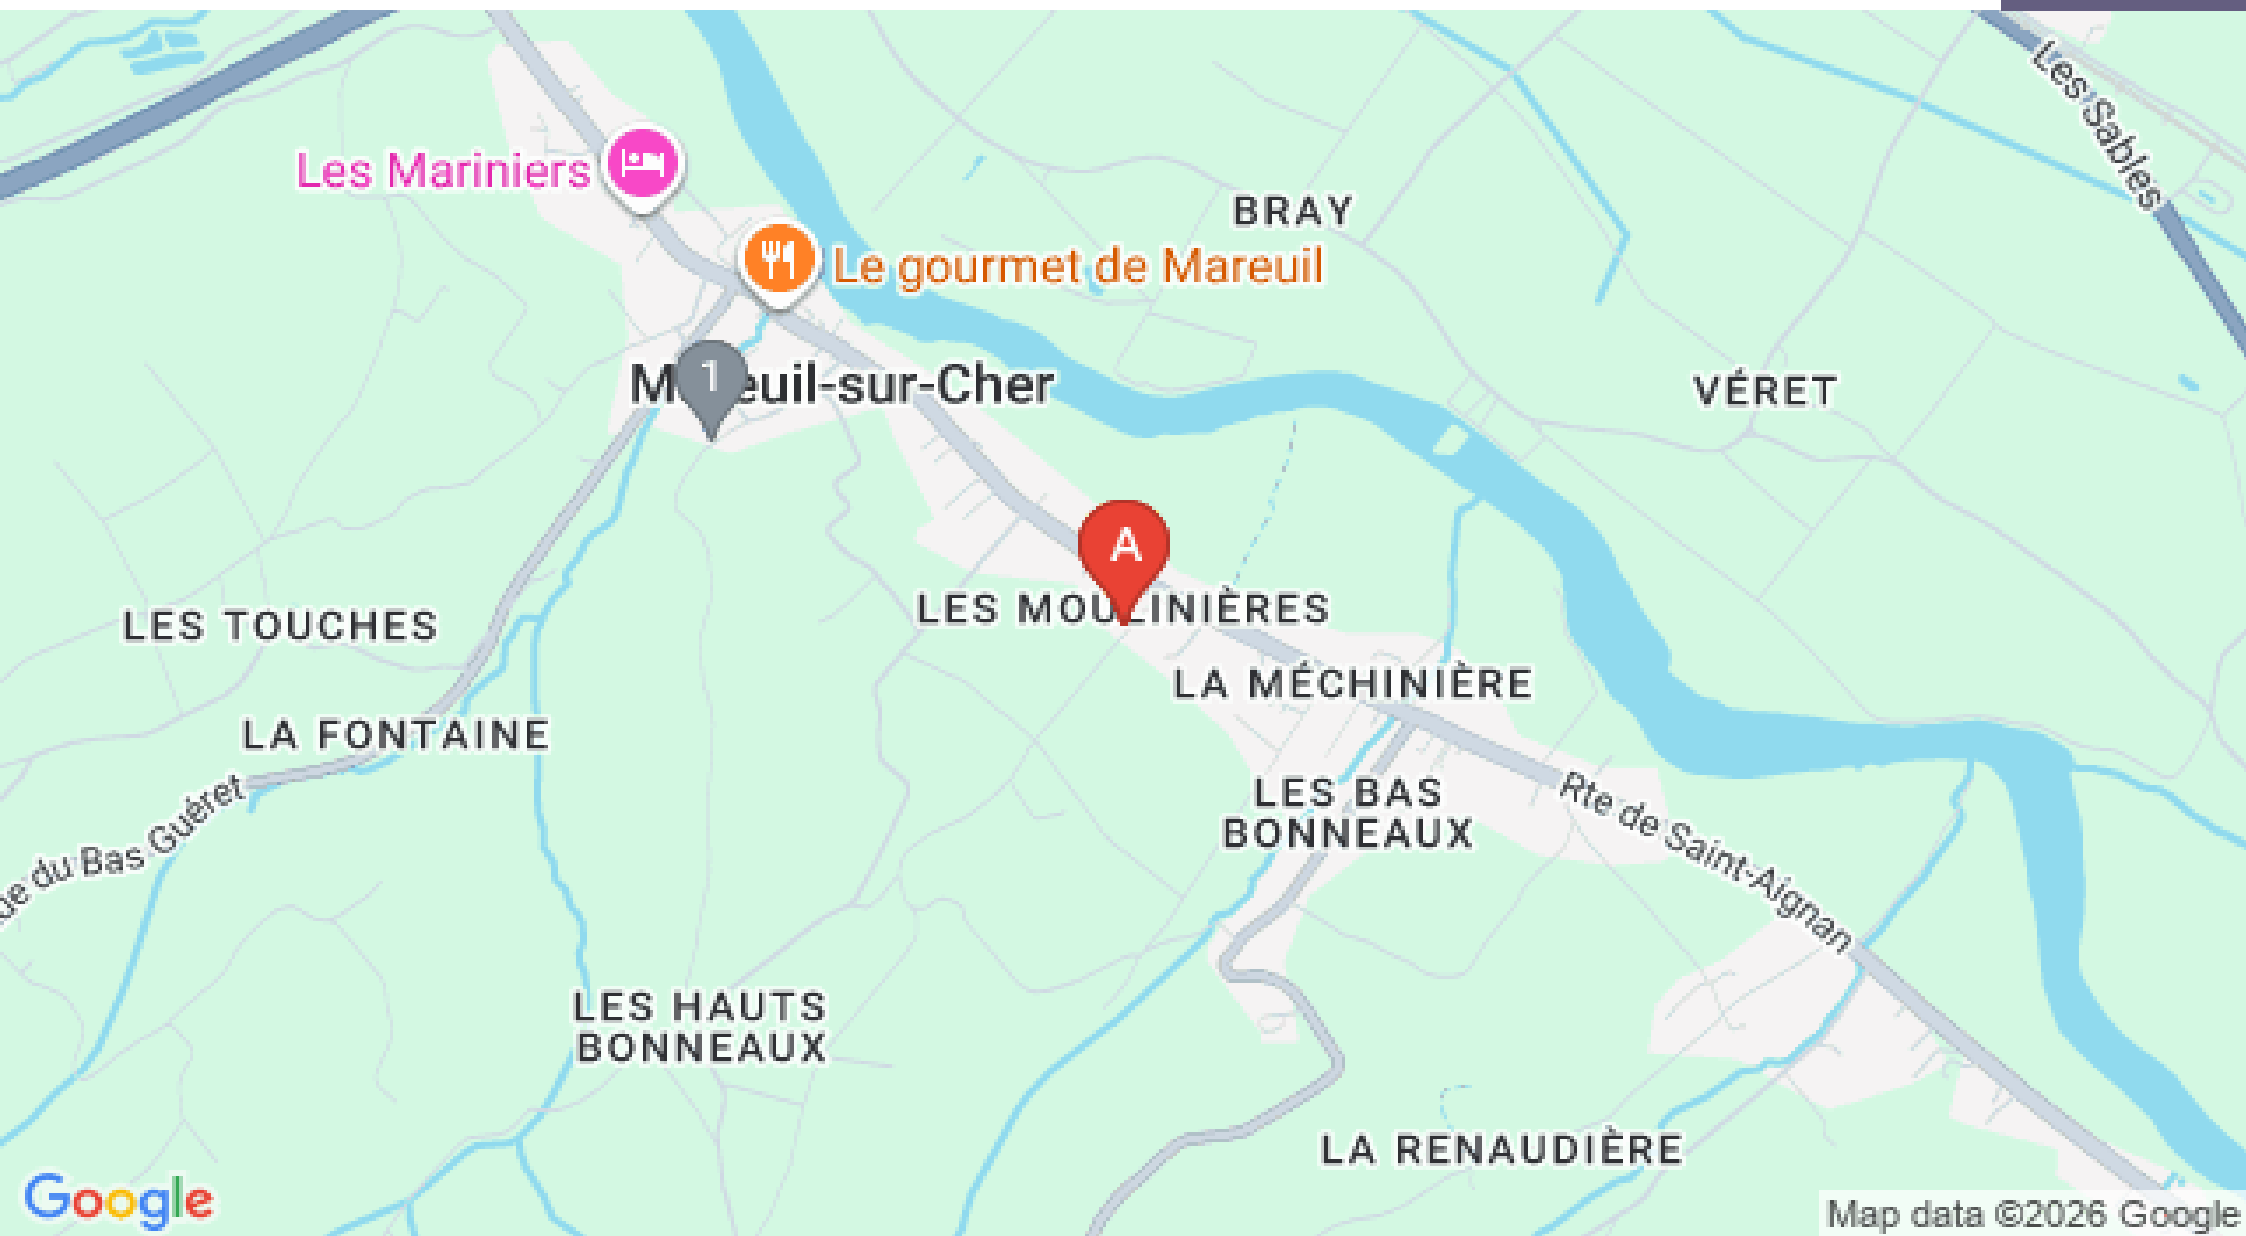 Les Sables
Les Mariniers
BRAY
Le gourmet de Mareuil
1
M euil-sur-Cher
VÉRET
A
LES MOULINIÈRES
LES TOUCHES
LA MÉCHINIÈRE
LA FONTAINE
LES BAS
BONNEAUX
Rte de Saint-Aignan
du Bas Guéret
LES HAUTS
BONNEAUX
LA RENAUDIÈRE
Google
Map data ©2026 Google